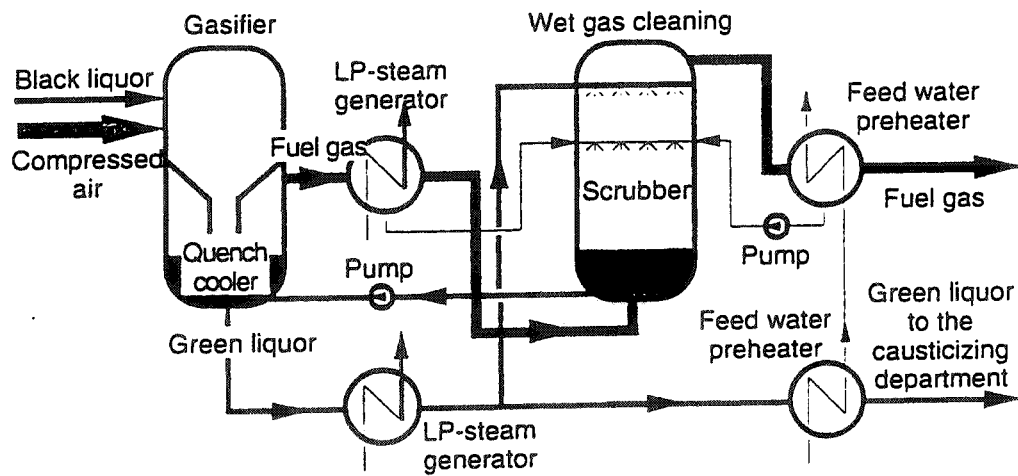 Gasifier
Wet gas cleaning
Black liquor
LP-steam
generator
Feed water
preheater
Compressed
air
Fuel gas
Scrubber
Fuel gas
Quench
cooler
Pump
Pump
Green liquor
Feed water
preheater
Green liquor
to the
causticizing
department
LP-steam
generator